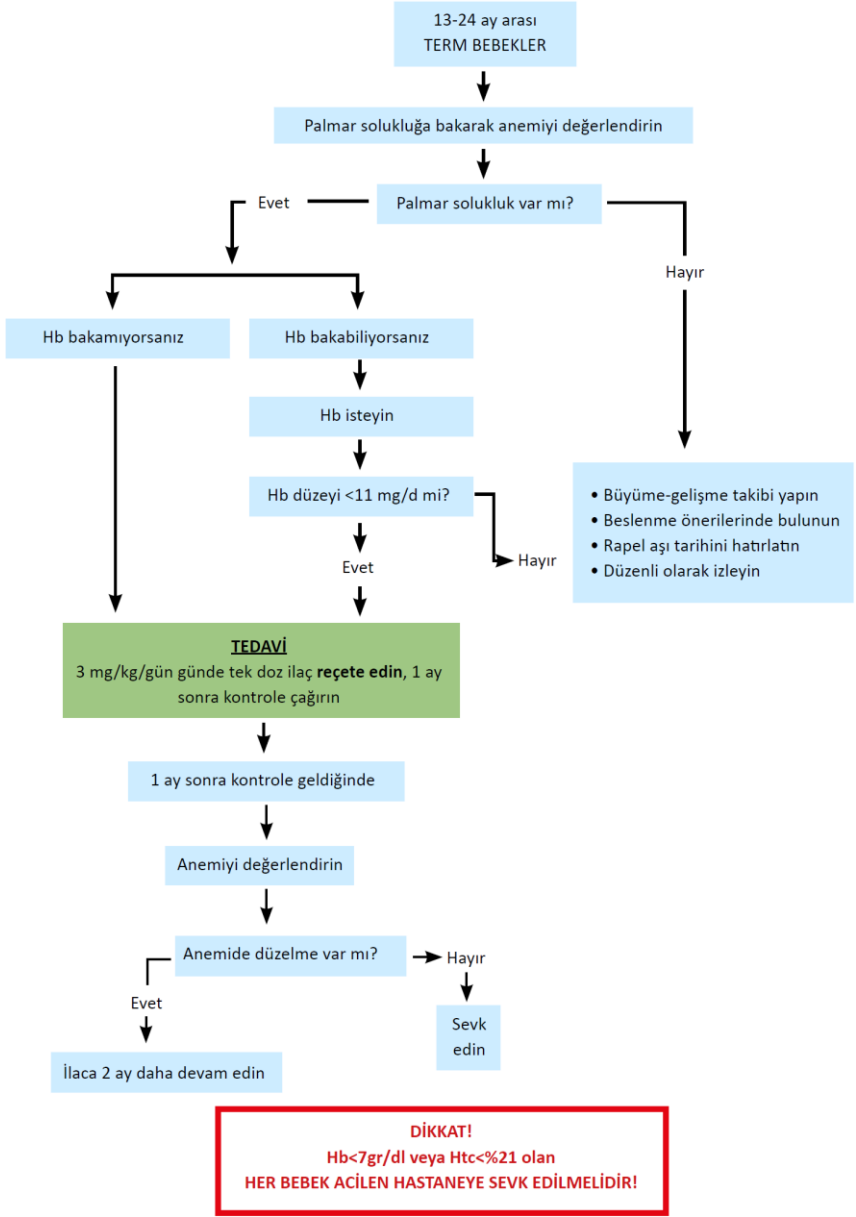 13-24 ay arası
TERM BEBEKLER
Palmar solukluğa bakarak anemiyi değerlendirin
Palmar solukluk var mı?
Evet
Hayır
Hb bakamıyorsanız
Hb bakabiliyorsanız
Hb isteyin
Hb düzeyi <11 mg/d mi?
Hayır
Evet
• Büyüme-gelişme takibi yapın
• Beslenme önerilerinde bulunun
• Rapel aşı tarihini hatırlatın
• Düzenli olarak izleyin
TEDAVİ
3 mg/kg/gün günde tek doz ilaç reçete edin, 1 ay
sonra kontrole çağırın
1 ay sonra kontrole geldiğinde
Anemiyi değerlendirin
Anemide düzelme var mı?
Hayır
Evet
Sevk
edin
İlaca 2 ay daha devam edin
DİKKAT!
Hb<7gr/dl veya Htc<%21 olan
HER BEBEK ACİLEN HASTANEYE SEVK EDİLMELİDİR!